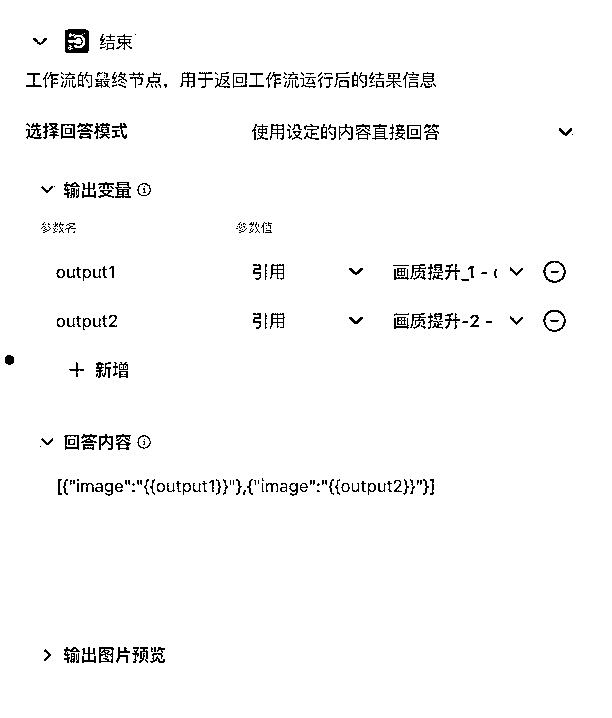 结束
工作流的最终节点，用于返回工作流运行后的结果信息
选择回答模式 使用设定的内容直接回答
输出变量
参数名 参数值
output1 引用 画质提升_1 -
output2 引用 画质提升-2 -
+ 新增
回答内容
[{"image":"{{output1}}"},{"image":"{{output2}}"}]
输出图片预览